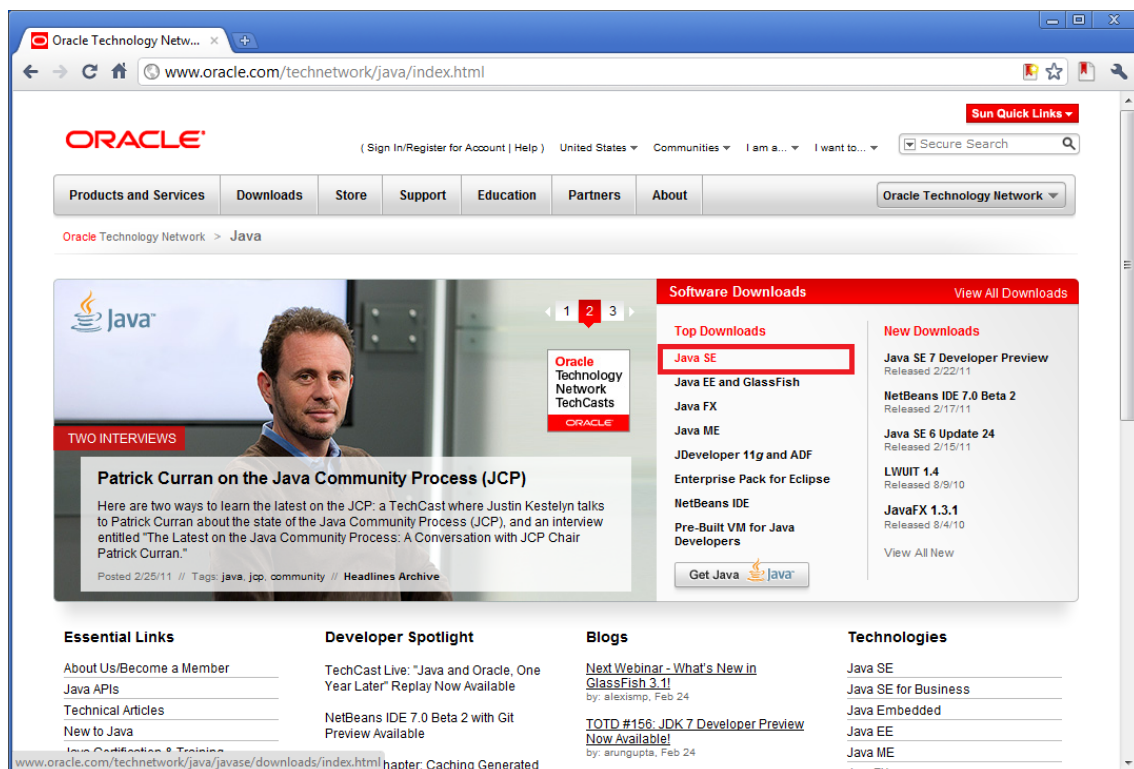 Oracle Technology Netw...
www.oracle.com/technetwork/java/index.html
Sun Quick Links
ORACLE
( Sign In/Register for Account | Help ) United States Communities I am a... I want to...
Secure Search
Products and Services Downloads Store Support Education Partners About
Oracle Technology Network
Oracle Technology Network > Java
Java
1 2 3
Oracle
Technology
Network
TechCasts
ORACLE
TWO INTERVIEWS
Patrick Curran on the Java Community Process (JCP)
Here are two ways to learn the latest on the JCP: a TechCast where Justin Kestelyn talks
to Patrick Curran about the state of the Java Community Process (JCP), and an interview
entitled "The Latest on the Java Community Process: A Conversation with JCP Chair
Patrick Curran."
Posted 2/25/11 // Tags: java, jcp, community // Headlines Archive
Software Downloads
View All Downloads
Top Downloads
Java SE
Java EE and GlassFish
Java FX
Java ME
JDeveloper 11g and ADF
Enterprise Pack for Eclipse
NetBeans IDE
Pre-Built VM for Java
Developers
Get Java Java
New Downloads
Java SE 7 Developer Preview
Released 2/22/11
NetBeans IDE 7.0 Beta 2
Released 2/17/11
Java SE 6 Update 24
Released 2/15/11
LWUIT 1.4
Released 8/9/10
JavaFX 1.3.1
Released 8/4/10
View All New
Essential Links
About Us/Become a Member
Java APIs
Technical Articles
New to Java
Java Certification & Training
Developer Spotlight
TechCast Live: "Java and Oracle, One
Year Later" Replay Now
Available
NetBeans IDE 7.0 Beta 2 with Git
Preview Available
hapter: Caching Generated
Blogs
Next Webinar - What's New in
GlassFish 3.1!
by: alexismp, Feb 24
TOTD #156: JDK 7 Developer Preview
Now Available!
by: arungupta, Feb 24
Technologies
Java SE
Java SE for Business
Java Embedded
Java EE
Java ME
www.oracle.com/technetwork/java/javase/downloads/index.html